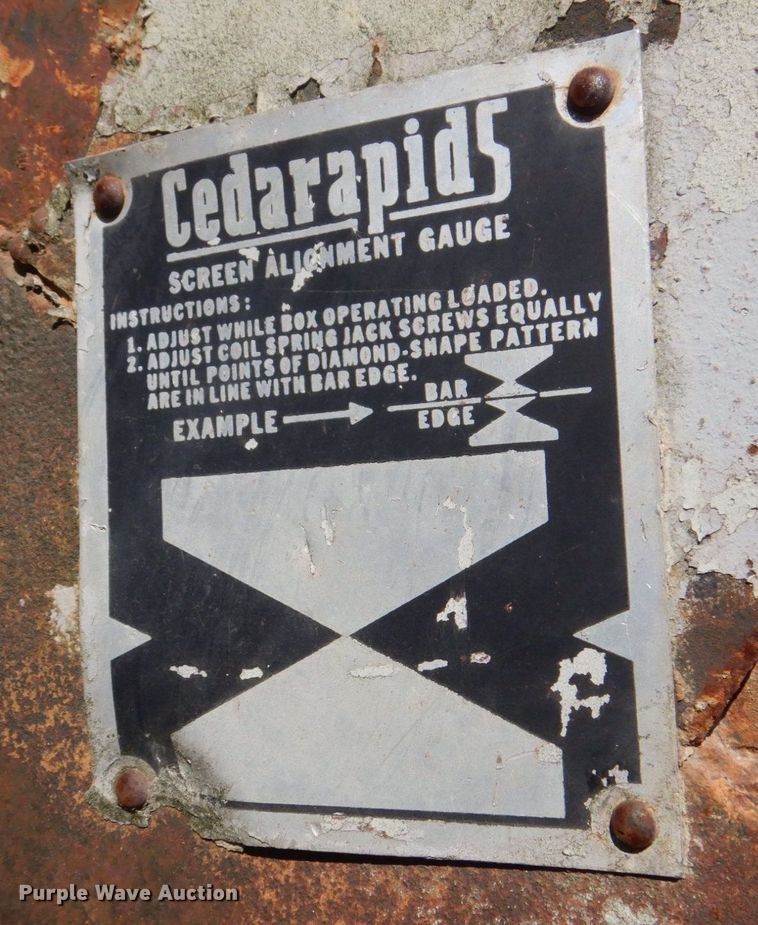 Cedarapids
SCREEN ALIGNMENT GAUGE
INSTRUCTIONS:
1. ADJUST WHILE BOX OPERATING LOADED.
2. ADJUST COIL SPRING JACK SCREWS EQUALLY
UNTIL POINTS OF DIAMOND-SHAPE PATTERN
ARE IN LINE WITH BAR EDGE.
EXAMPLE
BAR
EDGE
Purple Wave Auction